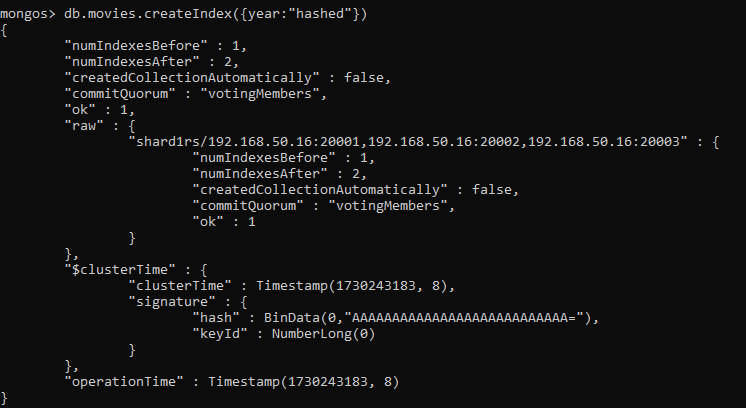 mongos> db.movies.createIndex({year:"hashed"})
{
        "numIndexesBefore" : 1,
        "numIndexesAfter" : 2,
        "createdCollectionAutomatically" : false,
        "commitQuorum" : "votingMembers",
        "ok" : 1,
        "raw" : {
                "shard1rs/192.168.50.16:20001,192.168.50.16:20002,192.168.50.16:20003" : {
                        "numIndexesBefore" : 1,
                        "numIndexesAfter" : 2,
                        "createdCollectionAutomatically" : false,
                        "commitQuorum" : "votingMembers",
                        "ok" : 1
                }
        },
        "$clusterTime" : {
                "clusterTime" : Timestamp(1730243183, 8),
                "signature" : {
                        "hash" : BinData(0,"AAAAAAAAAAAAAAAAAAAAAAAAAAA="),
                        "keyId" : NumberLong(0)
                }
        },
        "operationTime" : Timestamp(1730243183, 8)
}